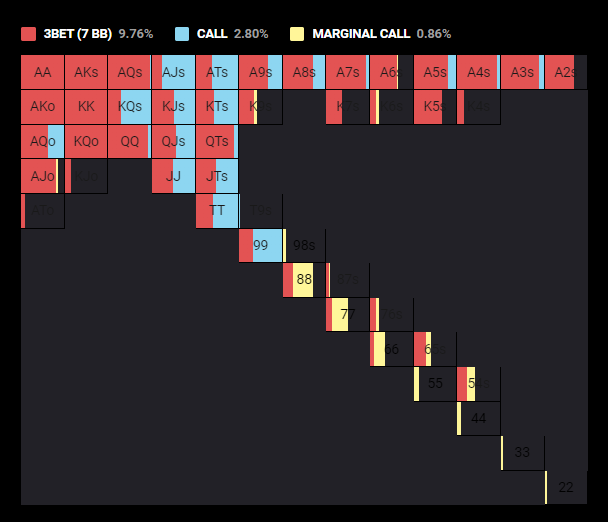 3BET (7 BB) 9.76% CALL 2.80% MARGINAL CALL 0.86%
AA AKs AQs AJs ATs A9s A8s A7s A6s A5s A4s A3s A2s
AKo KK KQs KJs KTs K9s K7s K6s K5s K4s
AQo KQo QQ QJs QTs
AJo KJo JJ JTs
ATo TT T9s
99 98s
88 87s
77 76s
66 65s
55 54s
44
33
22